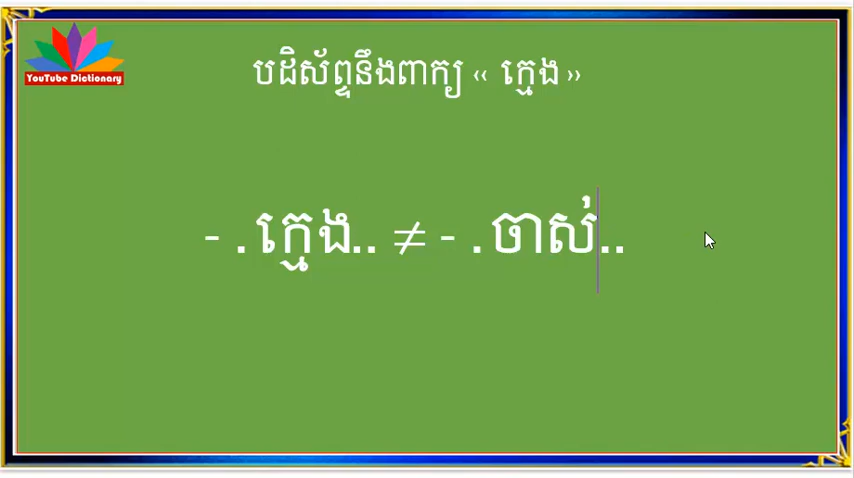 YouTube Dictionary
បដិស័ព្ទនឹងពាក្យ ‹‹ ក្មេង ››
- .ក្មេង.. ≠ - .ចាស់..